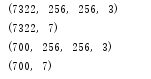 (7322, 256, 256, 3)
(7322, 7)
(700, 256, 256, 3)
(700, 7)